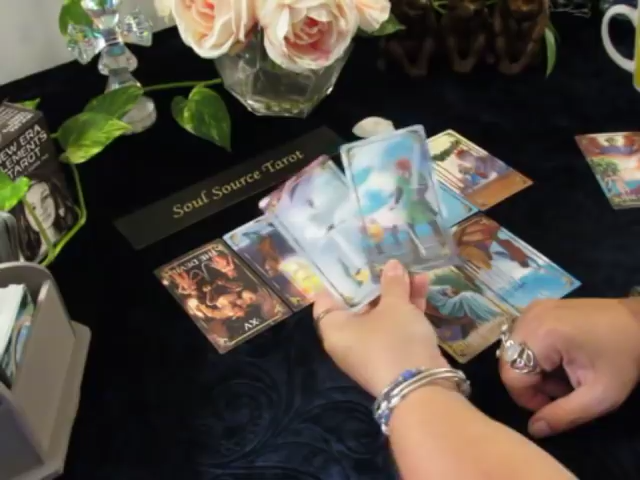 NEW ERA
ELEMENTS
TAROT
Soul Source Tarot
THE DEVIL
XV